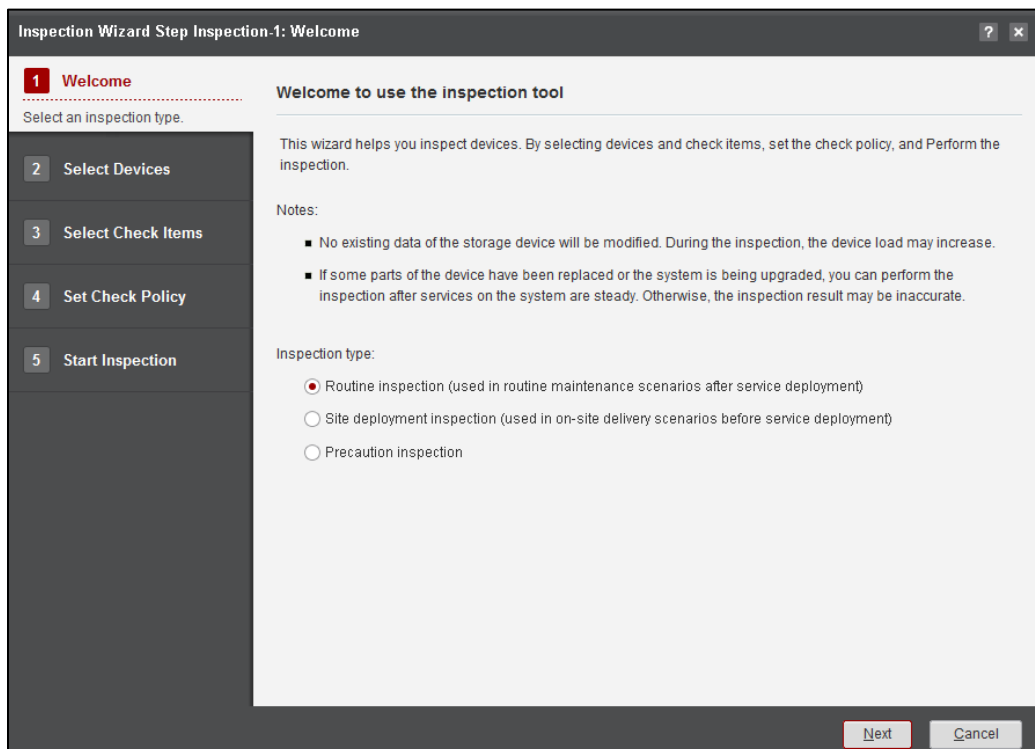 Inspection Wizard Step Inspection-1: Welcome
? ×
1 Welcome
Select an inspection type.
2 Select Devices
3 Select Check Items
4 Set Check Policy
5 Start Inspection
Welcome to use the inspection tool
This wizard helps you inspect devices. By selecting devices and check items, set the check policy, and Perform the
inspection.
Notes:
■ No existing data of the storage device will be modified. During the inspection, the device load may increase.
■ If some parts of the device have been replaced or the system is being upgraded, you can perform the
inspection after services on the system are steady. Otherwise, the inspection result may be inaccurate.
Inspection type:
Routine inspection (used in routine maintenance scenarios after service deployment)
Site deployment inspection (used in on-site delivery scenarios before service deployment)
Precaution inspection
Next Cancel